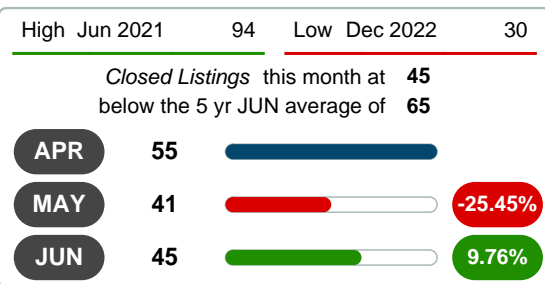 High Jun 2021 94 Low Dec 2022 30
Closed Listings this month at 45
below the 5 yr JUN average of 65
APR 55
MAY 41 -25.45%
JUN 45 9.76%